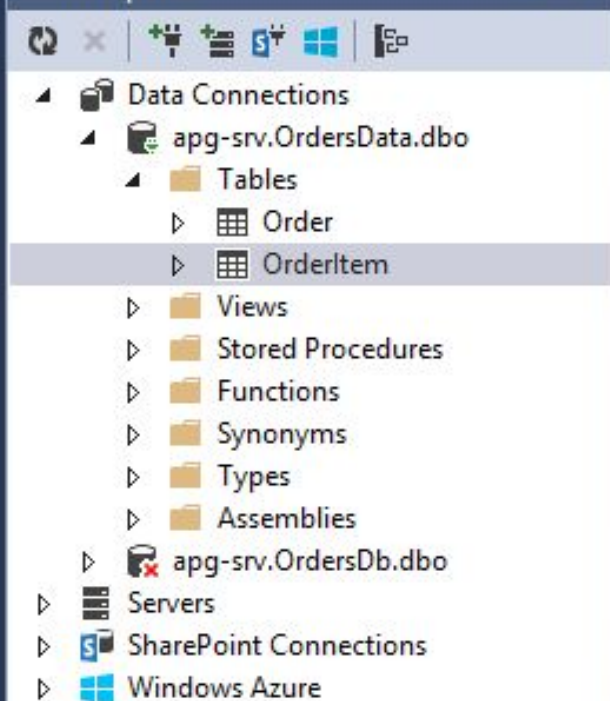 Data Connections
apg-srv.OrdersData.dbo
Tables
Order
OrderItem
Views
Stored Procedures
Functions
Synonyms
Types
Assemblies
apg-srv.OrdersDb.dbo
Servers
SharePoint Connections
Windows Azure